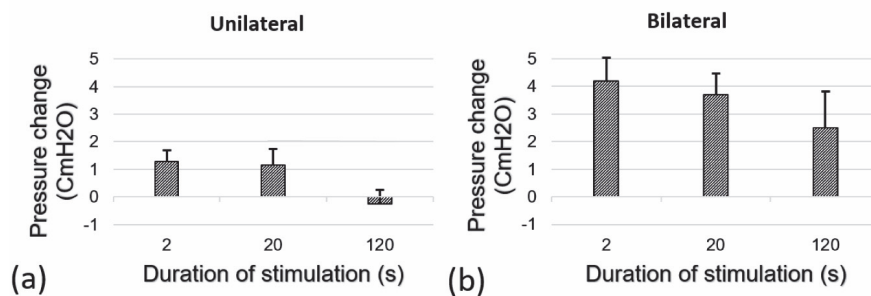 Unilateral
Pressure change
(CmH2O)
5
4
3
2
1
0
-1
2 20 120
Duration of stimulation (s)
(a)
Bilateral
Pressure change
(CmH2O)
5
4
3
2
1
0
-1
2 20 120
Duration of stimulation (s)
(b)